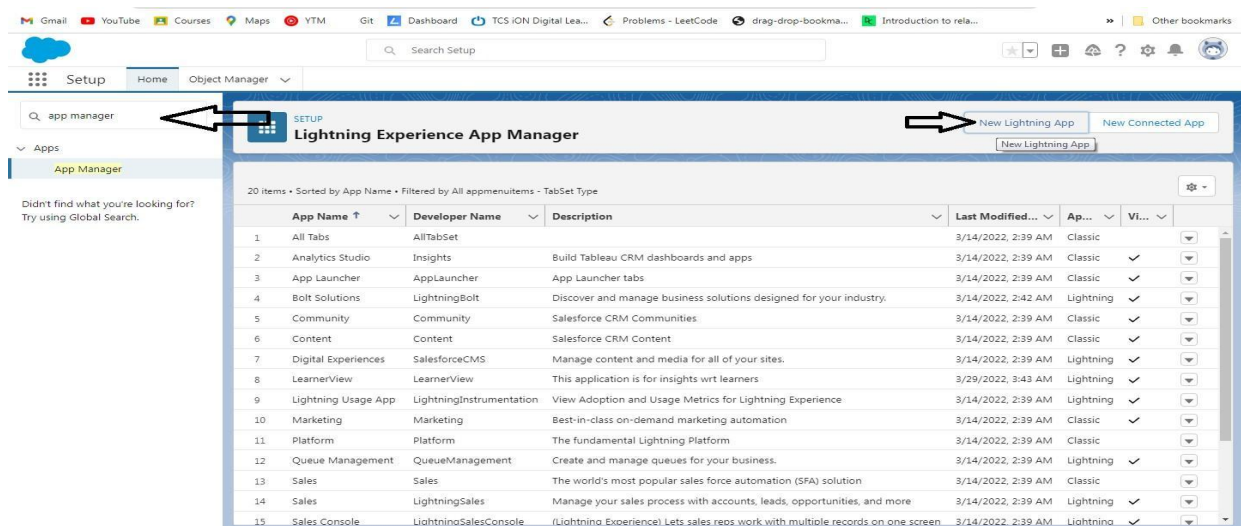 Gmail YouTube Courses Maps YTM Git Dashboard TCS iON Digital Lea... Problems - LeetCode drag-drop-bookma... Introduction to rela... » Other bookmarks
Search Setup
Setup Home Object Manager
app manager
Apps
App Manager
Didn't find what you're looking for?
Try using Global Search.
SETUP
Lightning Experience App Manager
New Lightning App New Connected App
New Lightning App
20 items • Sorted by App Name • Filtered by All appmenuitems - TabSet Type
App Name ↑ Developer Name Description Last Modified... Ap... Vi...
1 All Tabs AllTabSet 3/14/2022, 2:39 AM Classic
2 Analytics Studio Insights Build Tableau CRM dashboards and apps 3/14/2022, 2:39 AM Classic ✓
3 App Launcher AppLauncher App Launcher tabs 3/14/2022, 2:39 AM Classic ✓
4 Bolt Solutions LightningBolt Discover and manage business solutions designed for your industry. 3/14/2022, 2:42 AM Lightning ✓
5 Community Community Salesforce CRM Communities 3/14/2022, 2:39 AM Classic ✓
6 Content Content Salesforce CRM Content 3/14/2022, 2:39 AM Classic ✓
7 Digital Experiences SalesforceCMS Manage content and media for all of your sites. 3/14/2022, 2:39 AM Lightning ✓
8 LearnerView LearnerView This application is for insights wrt learners 3/29/2022, 3:43 AM Lightning ✓
9 Lightning Usage App LightningInstrumentation View Adoption and Usage Metrics for Lightning Experience 3/14/2022, 2:39 AM Lightning ✓
10 Marketing Marketing Best-in-class on-demand marketing automation 3/14/2022, 2:39 AM Classic ✓
11 Platform Platform The fundamental Lightning Platform 3/14/2022, 2:39 AM Classic
12 Queue Management QueueManagement Create and manage queues for your business. 3/14/2022, 2:39 AM Lightning ✓
13 Sales Sales The world's most popular sales force automation (SFA) solution 3/14/2022, 2:39 AM Classic
14 Sales LightningSales Manage your sales process with accounts, leads, opportunities, and more 3/14/2022, 2:39 AM Lightning ✓
15 Sales Console LightningSalesConsole (Lightning Experience) Lets sales reps work with multiple records on one screen 3/14/2022, 2:39 AM Lightning ✓